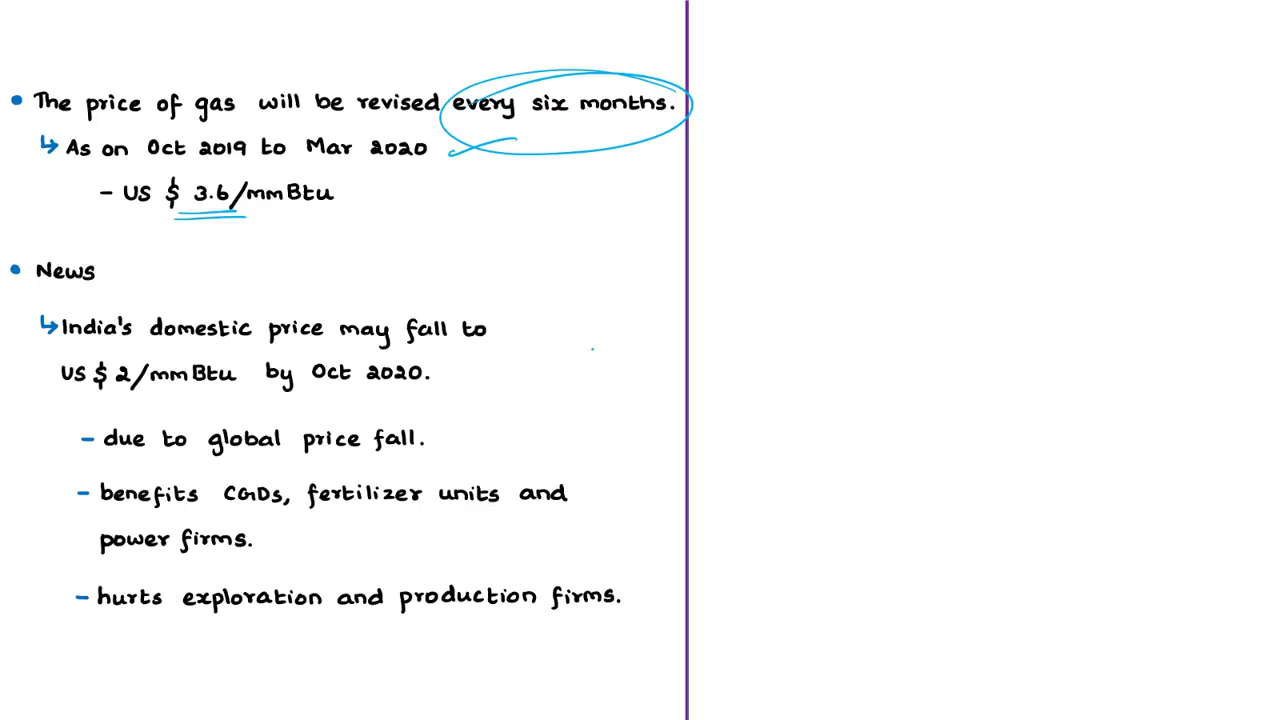 • The price of gas will be revised every six months.
↳ As on Oct 2019 to Mar 2020
- US $ 3.6/mmBtu
• News
↳ India's domestic price may fall to
US $ 2/mmBtu by Oct 2020.
- due to global price fall.
- benefits CGDs, fertilizer units and
power firms.
- hurts exploration and production firms.